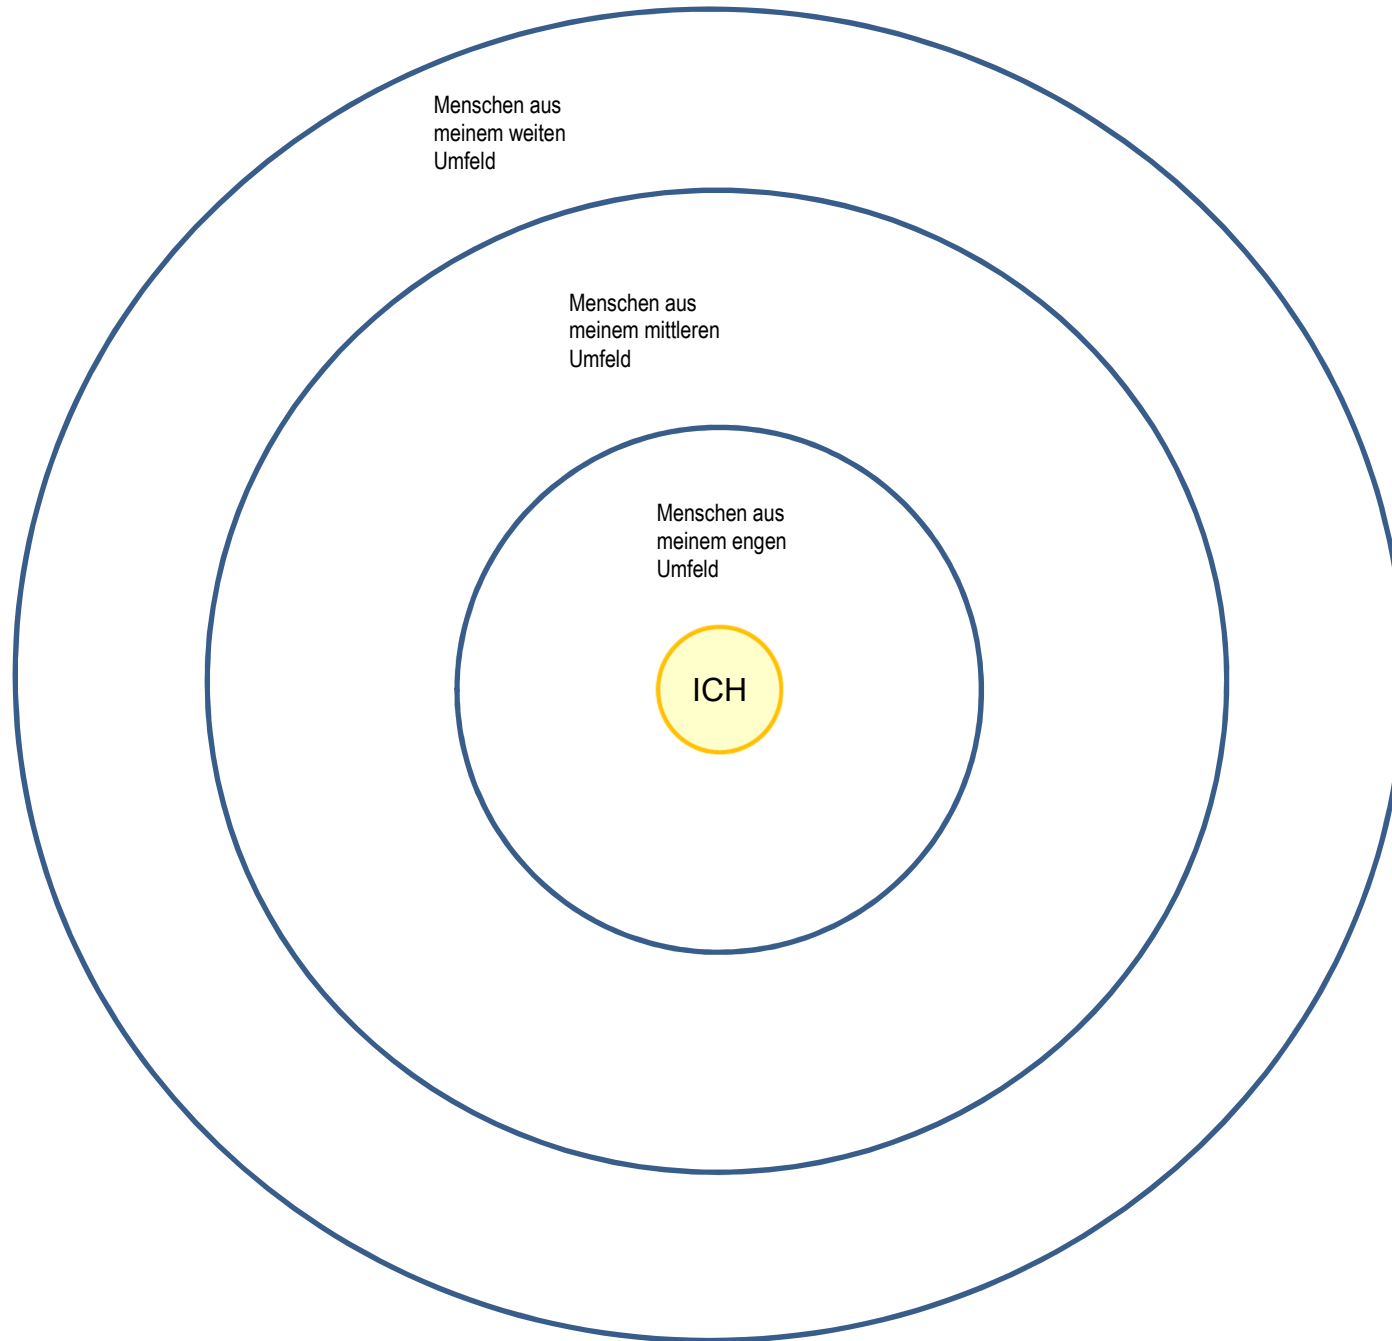 Menschen aus
meinem weiten
Umfeld
Menschen aus
meinem mittleren
Umfeld
Menschen aus
meinem engen
Umfeld
ICH